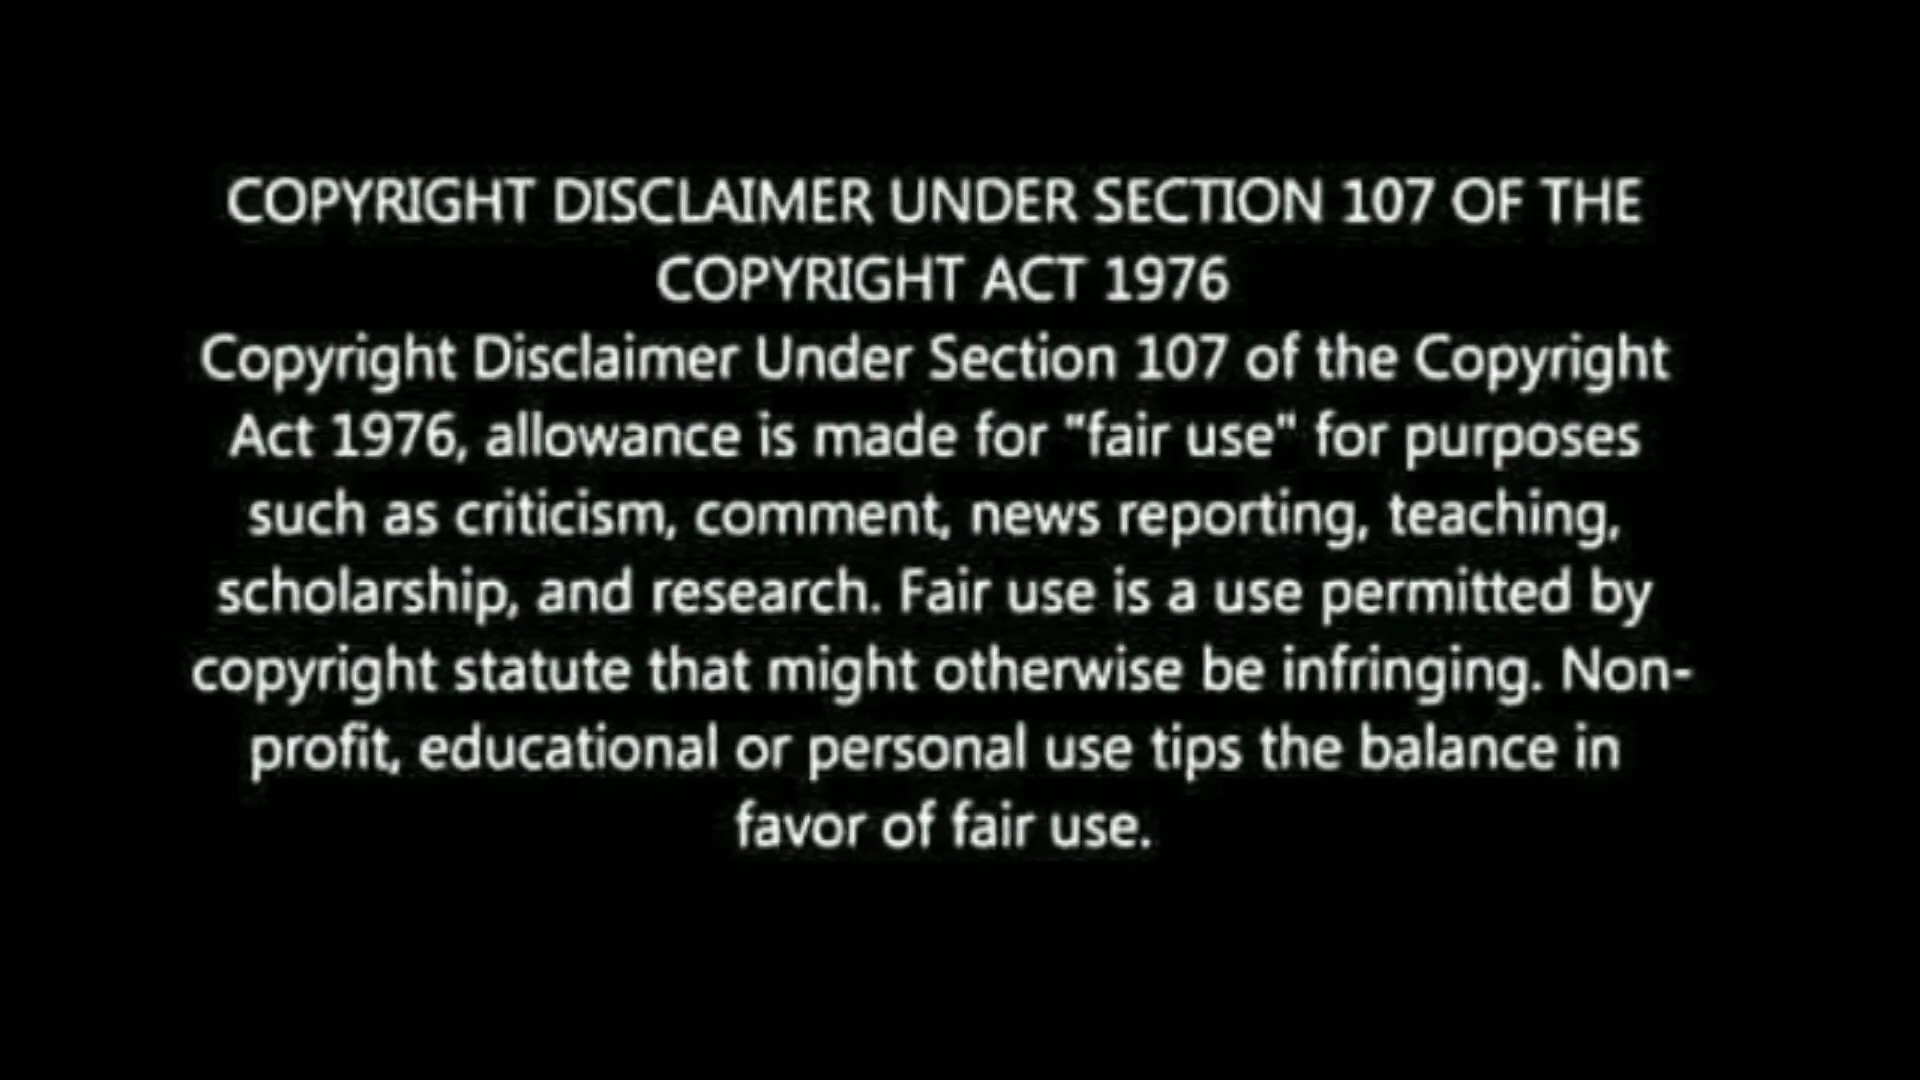 COPYRIGHT DISCLAIMER UNDER SECTION 107 OF THE
COPYRIGHT ACT 1976
Copyright Disclaimer Under Section 107 of the Copyright
Act 1976, allowance is made for "fair use" for purposes
such as criticism, comment, news reporting, teaching,
scholarship, and research. Fair use is a use permitted by
copyright statute that might otherwise be infringing. Non-
profit, educational or personal use tips the balance in
favor of fair use.